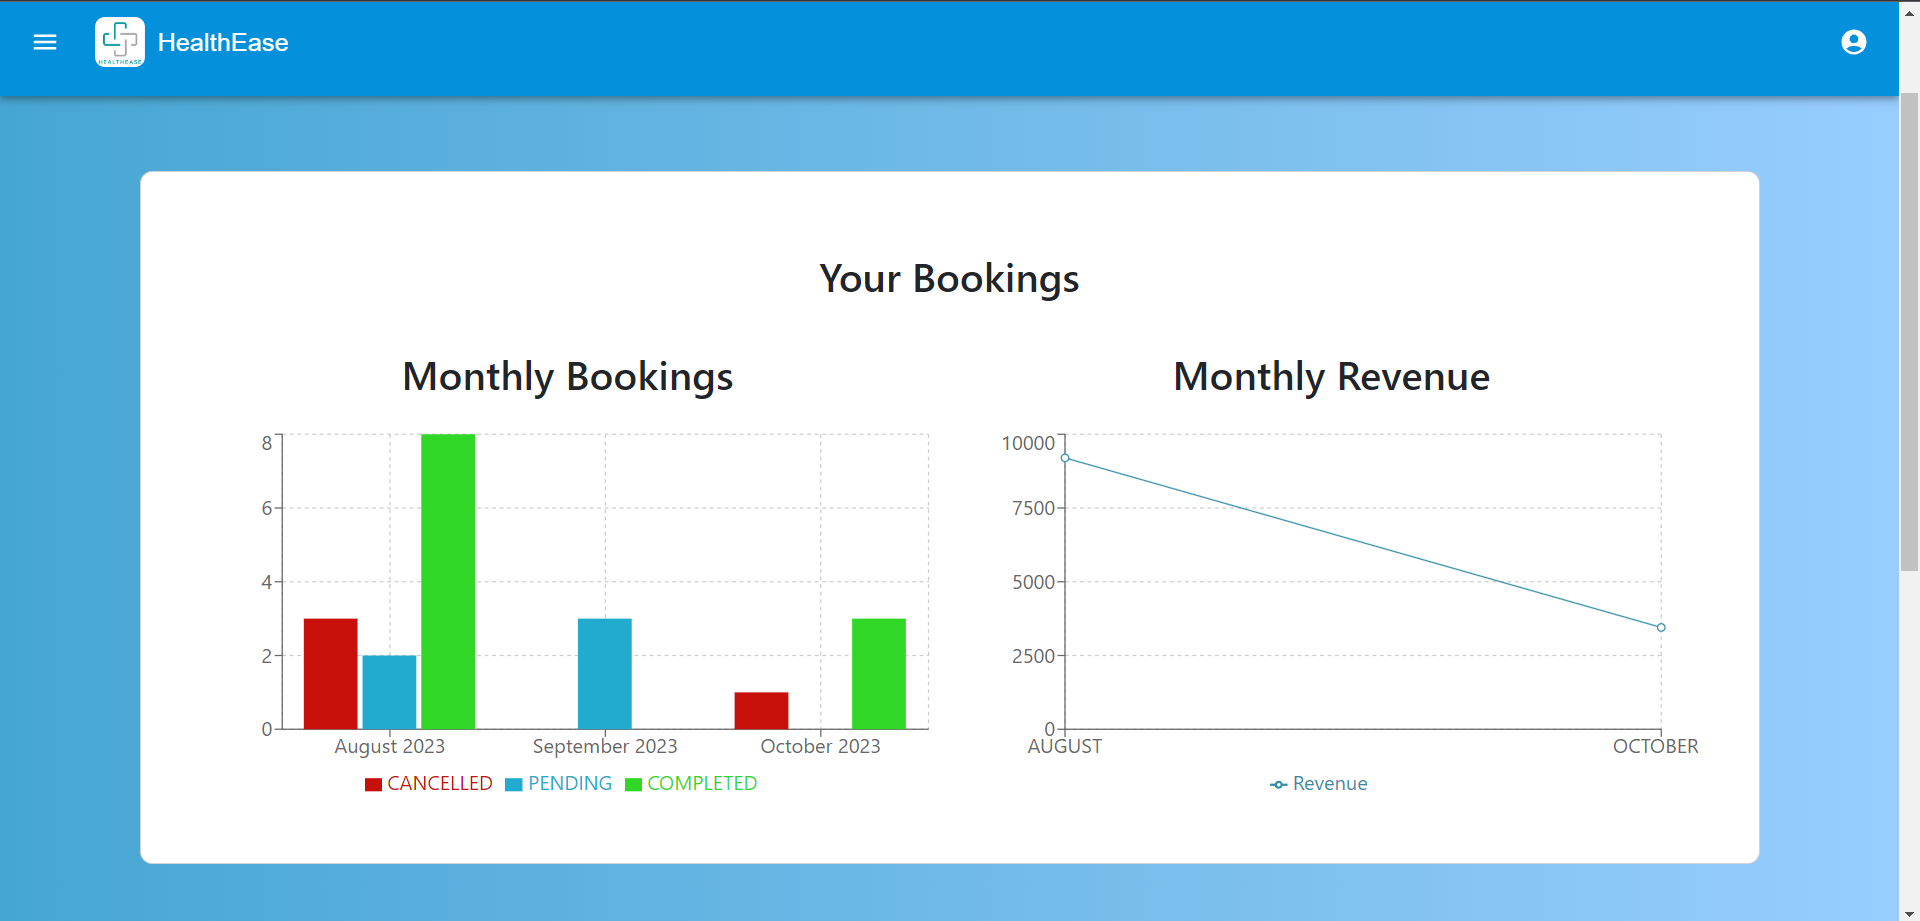 HEALTHEASE
HealthEase
Your Bookings
Monthly Bookings
8
6
4
2
0
August 2023 September 2023 October 2023
CANCELLED PENDING COMPLETED
Monthly Revenue
10000
7500
5000
2500
0
AUGUST OCTOBER
Revenue